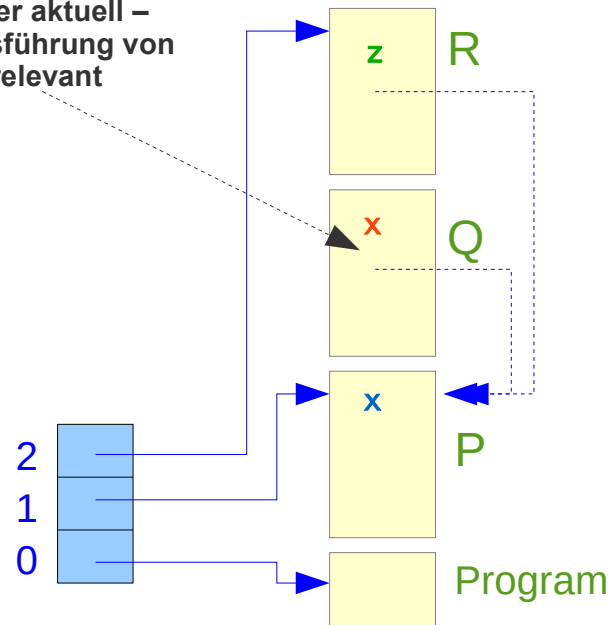 er aktuell –
sführung von
elevant
z
R
x
Q
x
P
2
1
0
Program